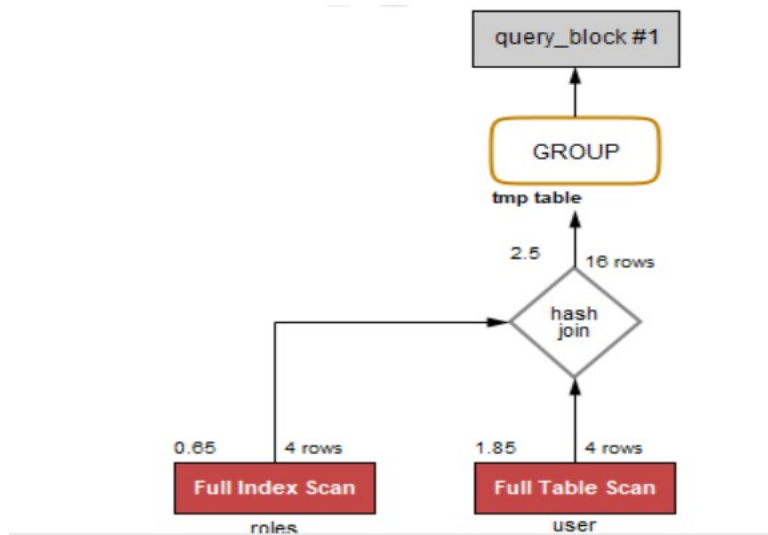 query_block #1
GROUP
tmp table
2.5
16 rows
hash
join
0.65
4 rows
1.85
4 rows
Full Index Scan
Full Table Scan
roles
user